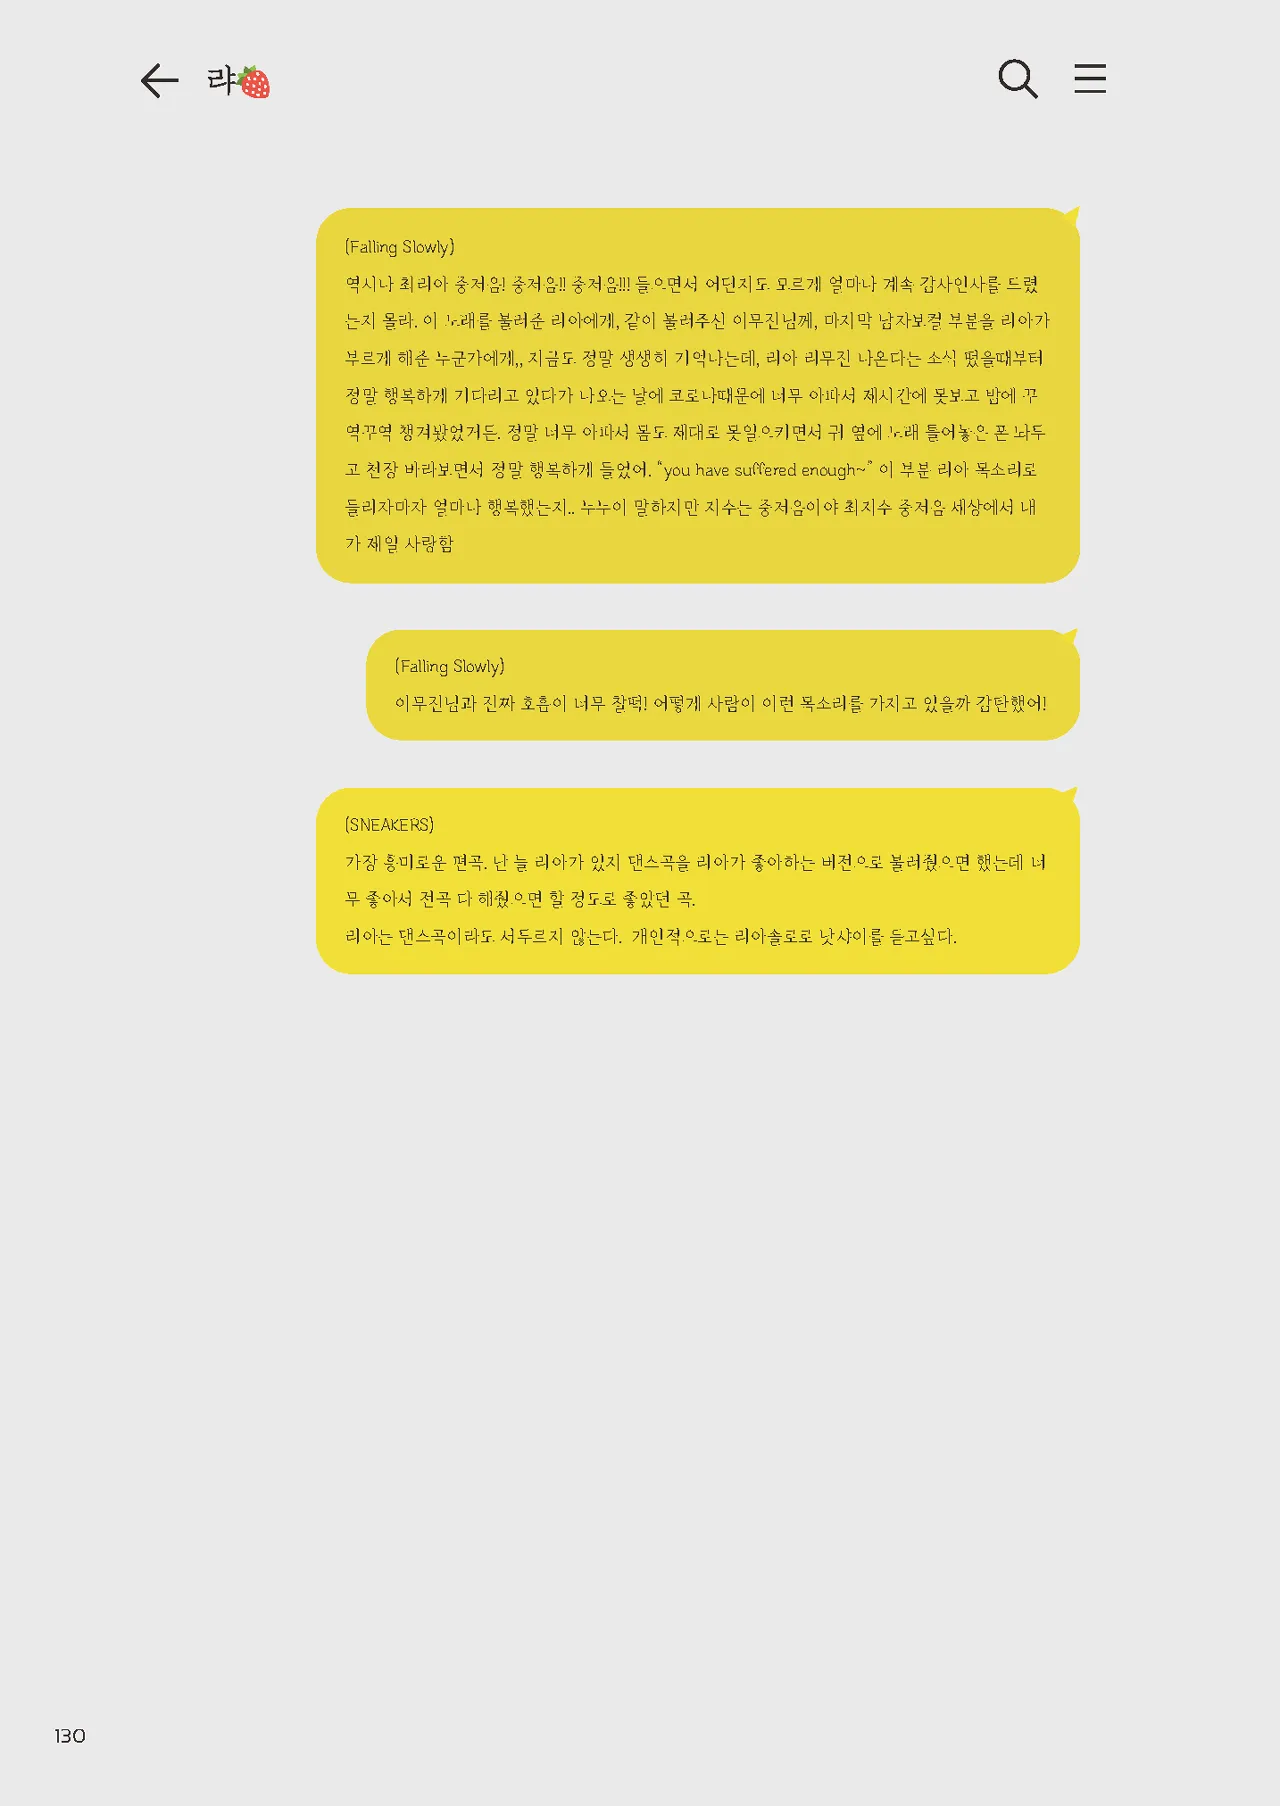 랴🍓
(Falling Slowly)
역시나 최리아 중저음! 중저음!! 중저음!!! 들으면서 어딘지도 모르게 얼마나 계속 감사인사를 드렸
는지 몰라. 이 노래를 불러준 리아에게, 같이 불러주신 이무진님께, 마지막 남자보컬 부분을 리아가
부르게 해준 누군가에게,, 지금도 정말 생생히 기억나는데, 리아 리무진 나온다는 소식 떴을때부터
정말 행복하게 기다리고 있다가 나오는 날에 코로나때문에 너무 아파서 재시간에 못보고 밤에 꾸
역꾸역 챙겨봤었거든. 정말 너무 아파서 몸도 제대로 못일으키면서 귀 옆에 노래 틀어놓은 폰 놔두
고 천장 바라보면서 정말 행복하게 들었어. “you have suffered enough~” 이 부분 리아 목소리로
들리자마자 얼마나 행복했는지.. 누누이 말하지만 지수는 중저음이야 최지수 중저음 세상에서 내
가 제일 사랑함
(Falling Slowly)
이무진님과 진짜 호흡이 너무 찰떡! 어떻게 사람이 이런 목소리를 가지고 있을까 감탄했어!
(SNEAKERS)
가장 흥미로운 편곡. 난 늘 리아가 있지 댄스곡을 리아가 좋아하는 버전으로 불러줬으면 했는데 너
무 좋아서 전곡 다 해줬으면 할 정도로 좋았던 곡.
리아는 댄스곡이라도 서두르지 않는다. 개인적으로는 리아솔로로 낫샤이를 듣고싶다.
130